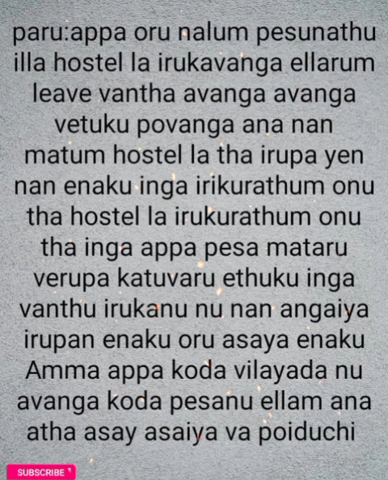 paru:appa oru nalum pesunathu
illa hostel la irukavanga ellarum
leave vantha avanga avanga
vetuku povanga ana nan
matum hostel la tha irupa yen
nan enaku inga irikurathum onu
tha hostel la irukurathum onu
tha inga appa pesa mataru
verupa katuvaru ethuku inga
vanthu irukanu nu nan angaiya
irupan enaku oru asaya enaku
Amma appa koda vilayada nu
avanga koda pesanu ellam ana
atha asay asaiya va poiduchi
SUBSCRIBE